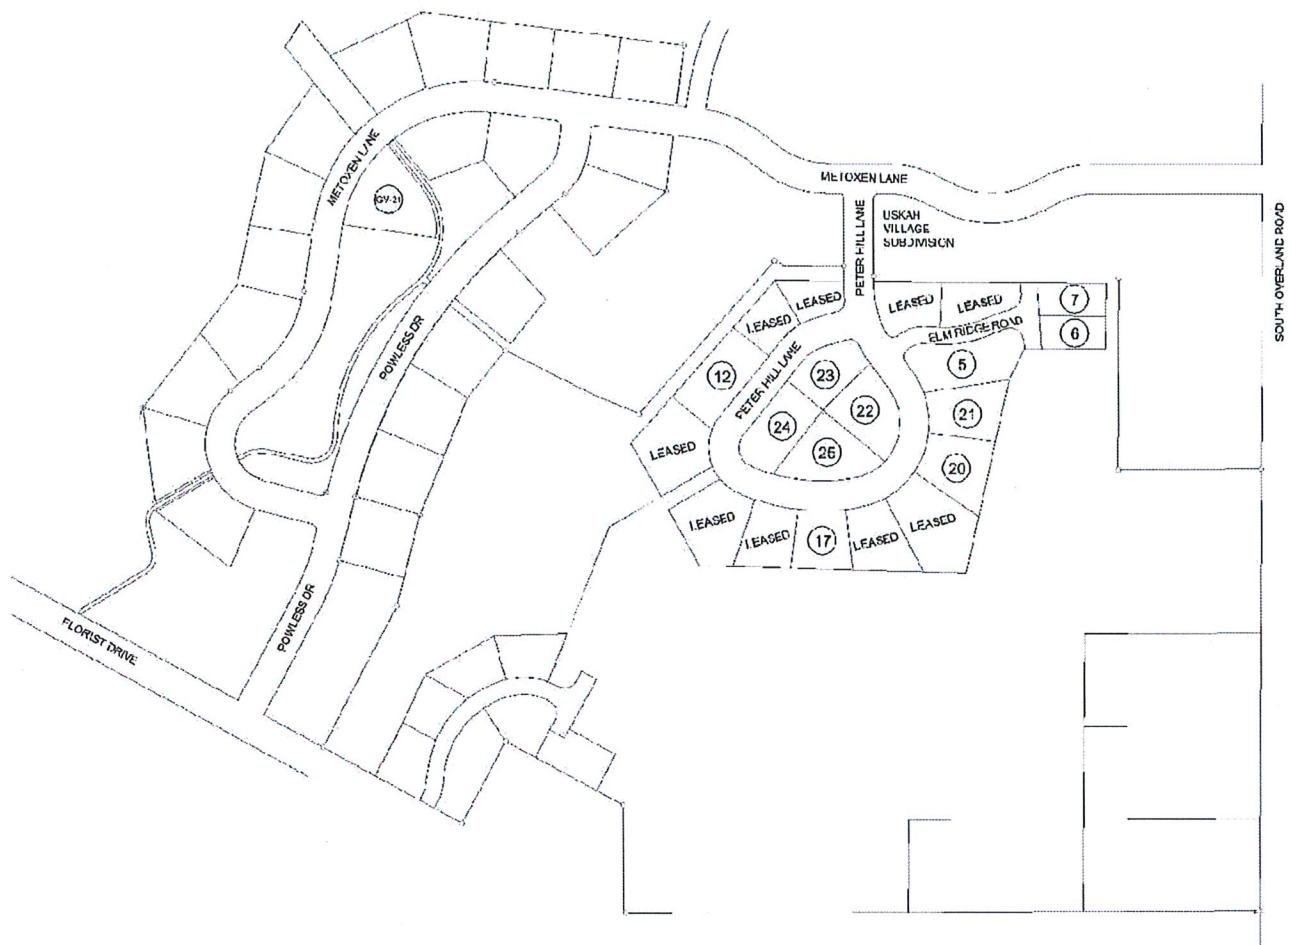 METOXEN LANE
GV-21
METOXEN LANE
PETER HILL LANE
USKAH
VILLAGE
SUBDIVISION
SOUTH OVERLAND ROAD
POWLESS DR
LEASED
LEASED
LEASED
LEASED
7
ELM RIDGE ROAD
6
PETER HILL LANE
12
23
5
22
21
24
LEASED
20
LEASED
LEASED
17
LEASED
LEASED
POWLESS DR
FLORIST DRIVE